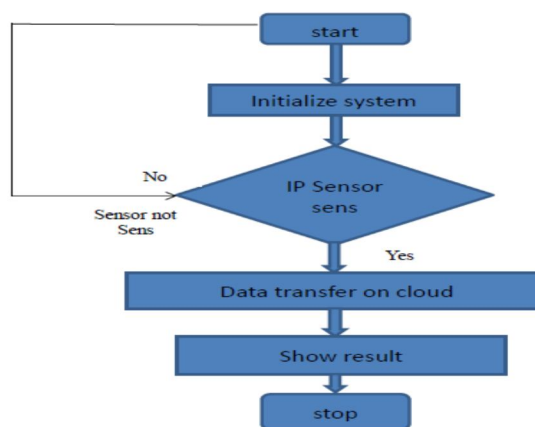 start
Initialize system
No
IP Sensor
sens
Sensor not
Sens
Yes
Data transfer on cloud
Show result
stop